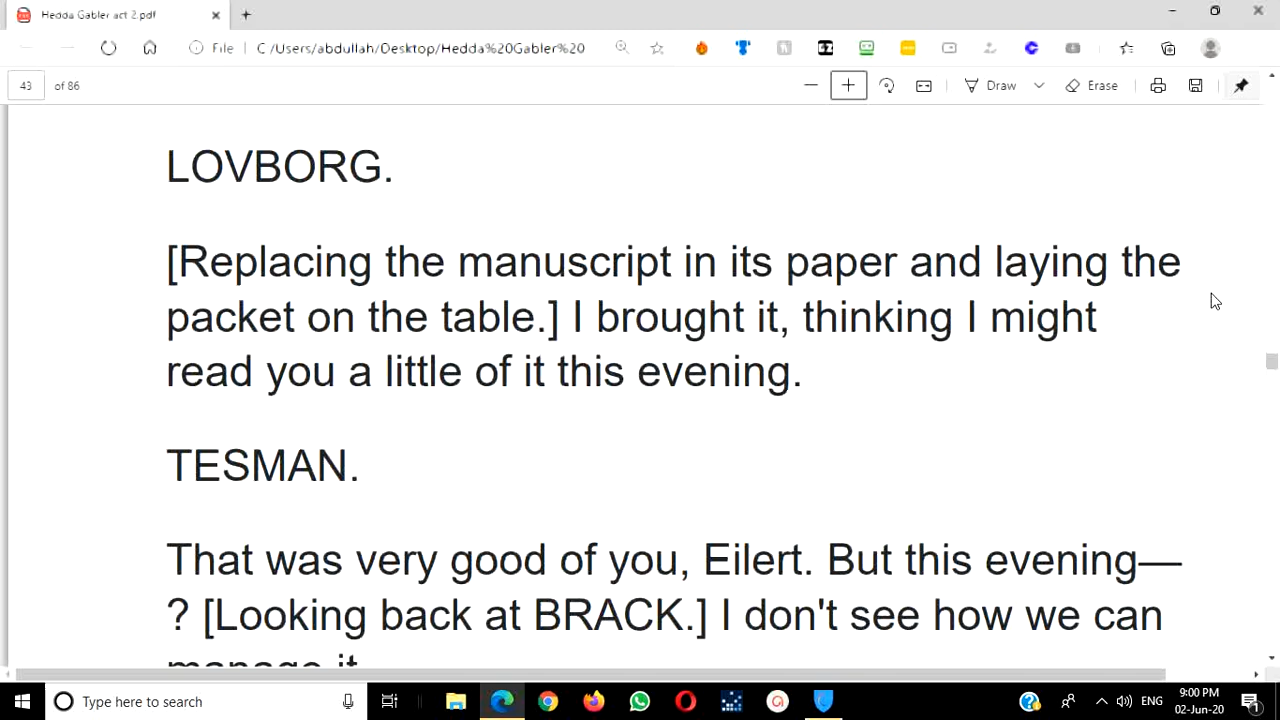 Hedda Gabler act 2.pdf
File C:/Users/abdullah/Desktop/Hedda%20Gabler%20
43 of 86 Draw Erase
LOVBORG.
[Replacing the manuscript in its paper and laying the
packet on the table.] I brought it, thinking I might
read you a little of it this evening.
TESMAN.
That was very good of you, Eilert. But this evening—
? [Looking back at BRACK.] I don't see how we can
manage it
Type here to search ENG 9:00 PM
02-Jun-20
1